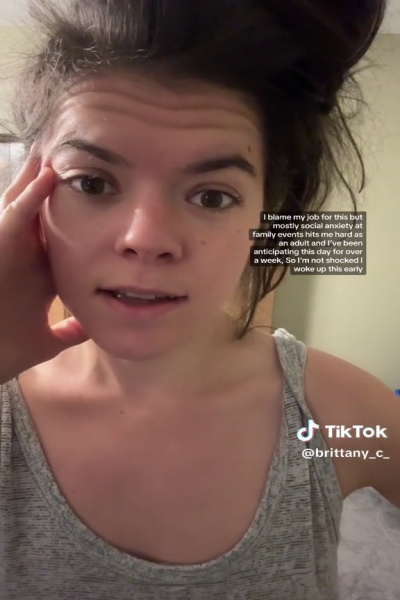 I blame my job for this but
mostly social anxiety at
family events hits me hard as
an adult and I've been
anticipating this day for over
a week, So I'm not shocked I
woke up this early
TikTok
@brittany_c_